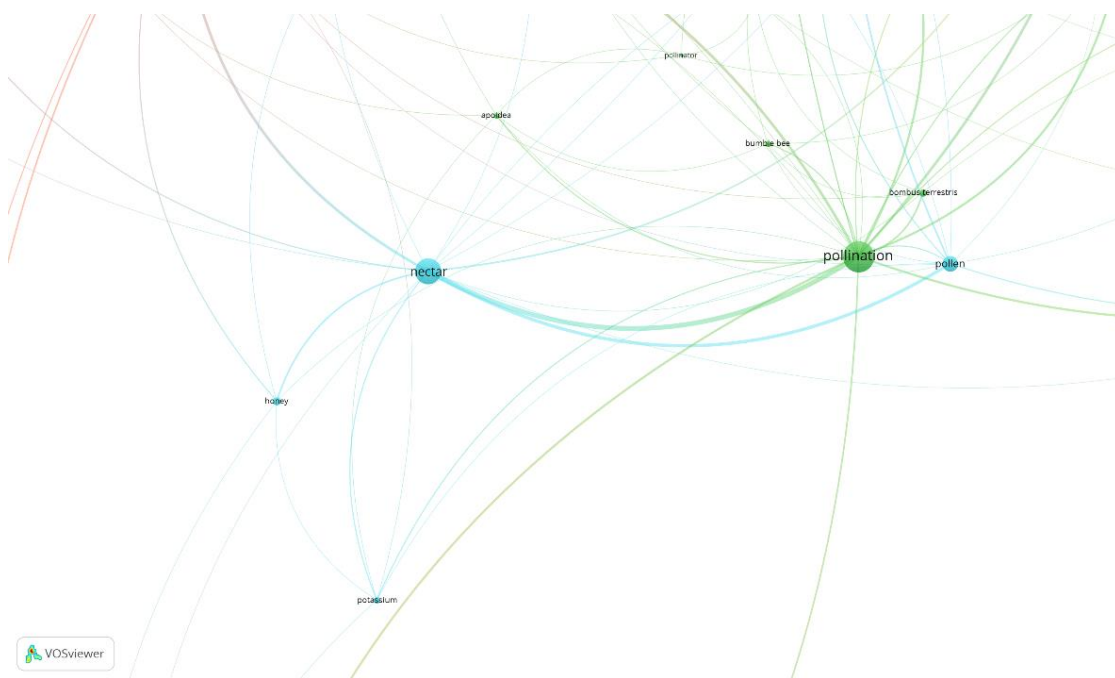 pollinator
apoidea
bumble bee
bombus terrestris
pollination
pollen
nectar
honey
potassium
VOSviewer